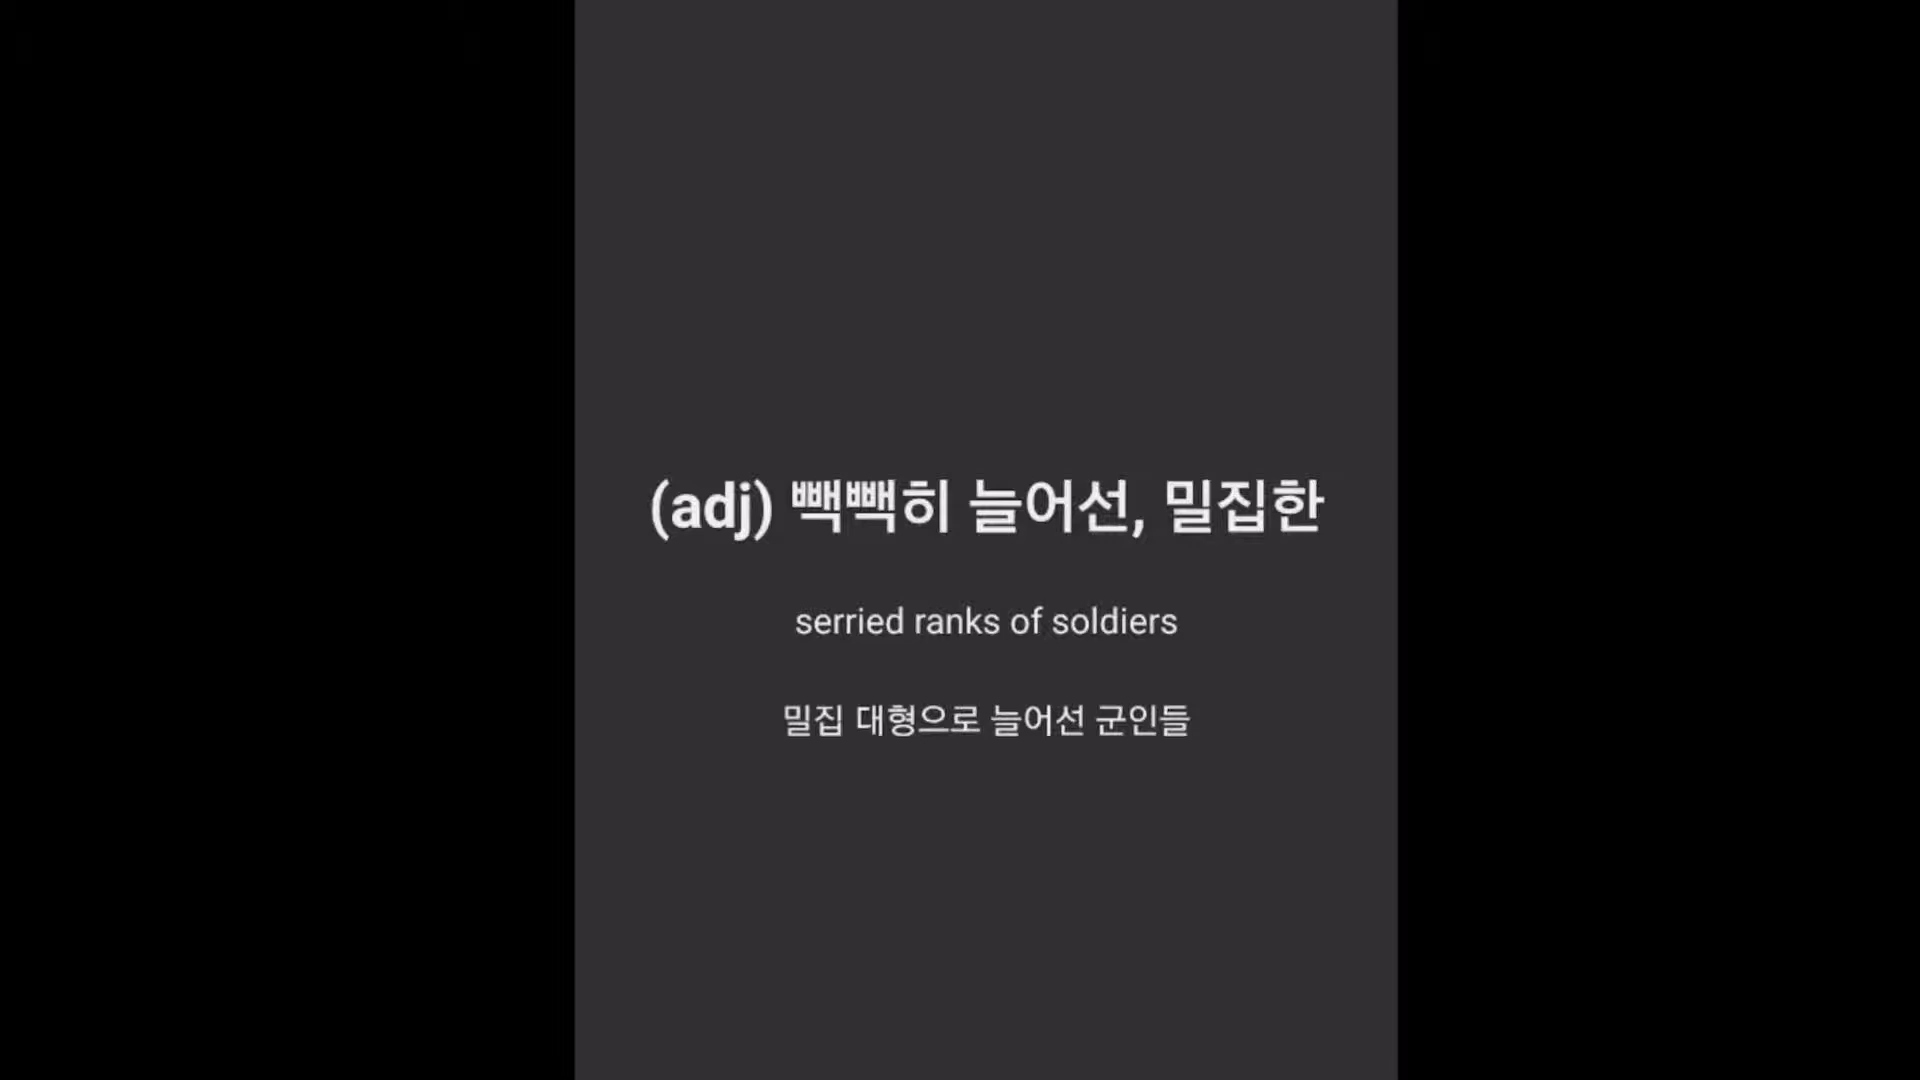 (adj) 빽빽히 늘어선, 밀집한
serried ranks of soldiers
밀집 대형으로 늘어선 군인들